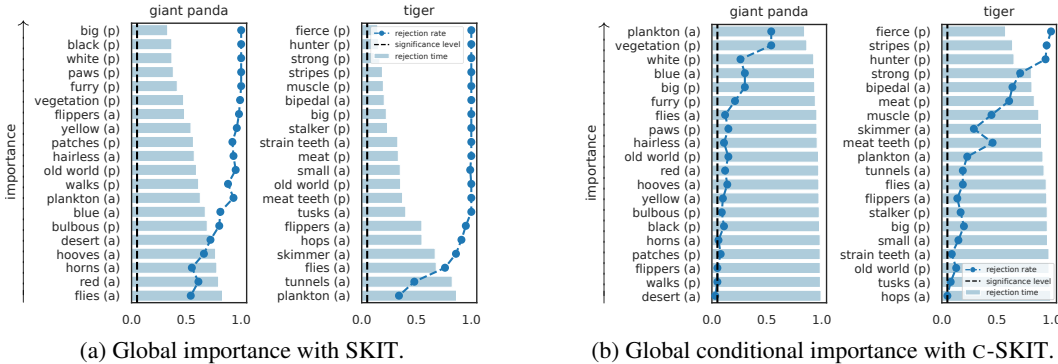 giant panda
importance
big (p)
black (p)
white (p)
paws (p)
furry (p)
vegetation (p)
flippers (a)
yellow (a)
patches (p)
hairless (a)
old world (p)
walks (p)
plankton (a)
blue (a)
bulbous (p)
desert (a)
hooves (a)
horns (a)
red (a)
flies (a)
0.0 0.5 1.0
rejection rate
significance level
rejection time
tiger
fierce (p)
hunter (p)
strong (p)
stripes (p)
muscle (p)
bipedal (a)
big (p)
stalker (p)
strain teeth (a)
meat (p)
small (a)
old world (p)
meat teeth (p)
tusks (a)
flippers (a)
hops (a)
skimmer (a)
flies (a)
tunnels (a)
plankton (a)
0.0 0.5 1.0
(a) Global importance with SKIT.
giant panda
importance
plankton (a)
vegetation (p)
white (p)
blue (a)
big (p)
furry (p)
flies (a)
paws (p)
hairless (a)
old world (p)
red (a)
hooves (a)
yellow (a)
bulbous (p)
black (p)
horns (a)
patches (p)
flippers (a)
walks (p)
desert (a)
0.0 0.5 1.0
tiger
fierce (p)
stripes (p)
hunter (p)
strong (p)
bipedal (a)
meat (p)
muscle (p)
skimmer (a)
meat teeth (p)
plankton (a)
tunnels (a)
flies (a)
flippers (a)
stalker (p)
big (p)
small (a)
strain teeth (a)
old world (p)
tusks (a)
hops (a)
rejection rate
significance level
rejection time
0.0 0.5 1.0
(b) Global conditional importance with C-SKIT.